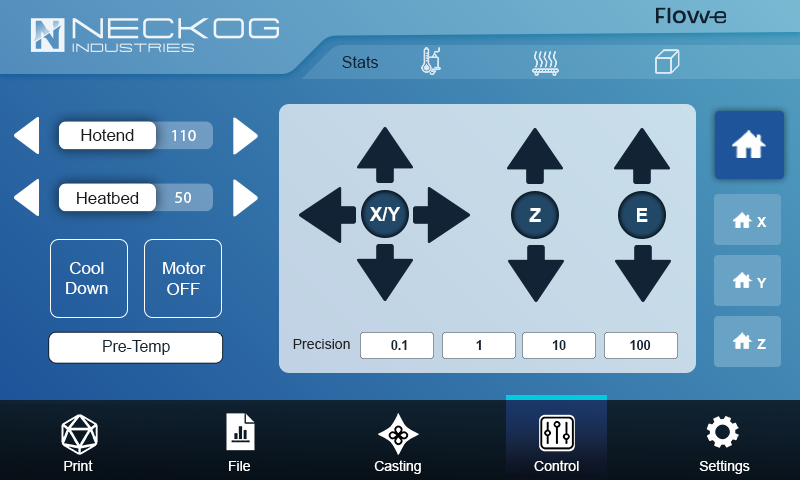 NECKOG
INDUSTRIES
Flow-e
Stats
Hotend 110
Heatbed 50
Cool
Down
Motor
OFF
Pre-Temp
X/Y
Z
E
Precision 0.1 1 10 100
X
Y
Z
Print
File
Casting
Control
Settings